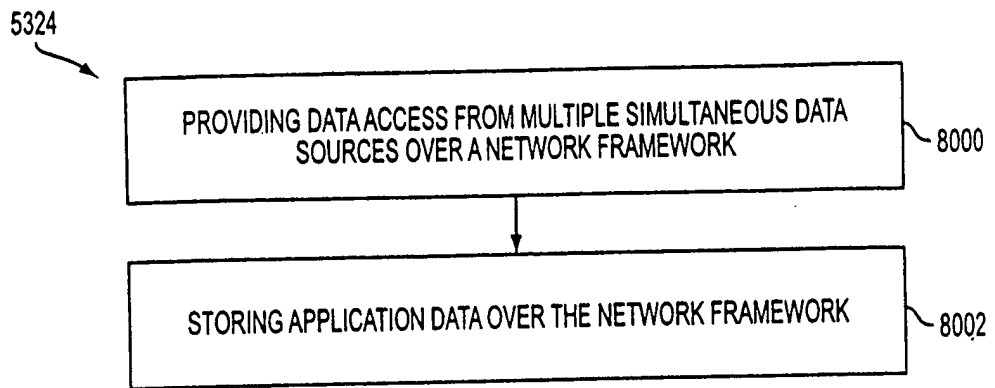 5324
PROVIDING DATA ACCESS FROM MULTIPLE SIMULTANEOUS DATA
SOURCES OVER A NETWORK FRAMEWORK
8000
STORING APPLICATION DATA OVER THE NETWORK FRAMEWORK
8002